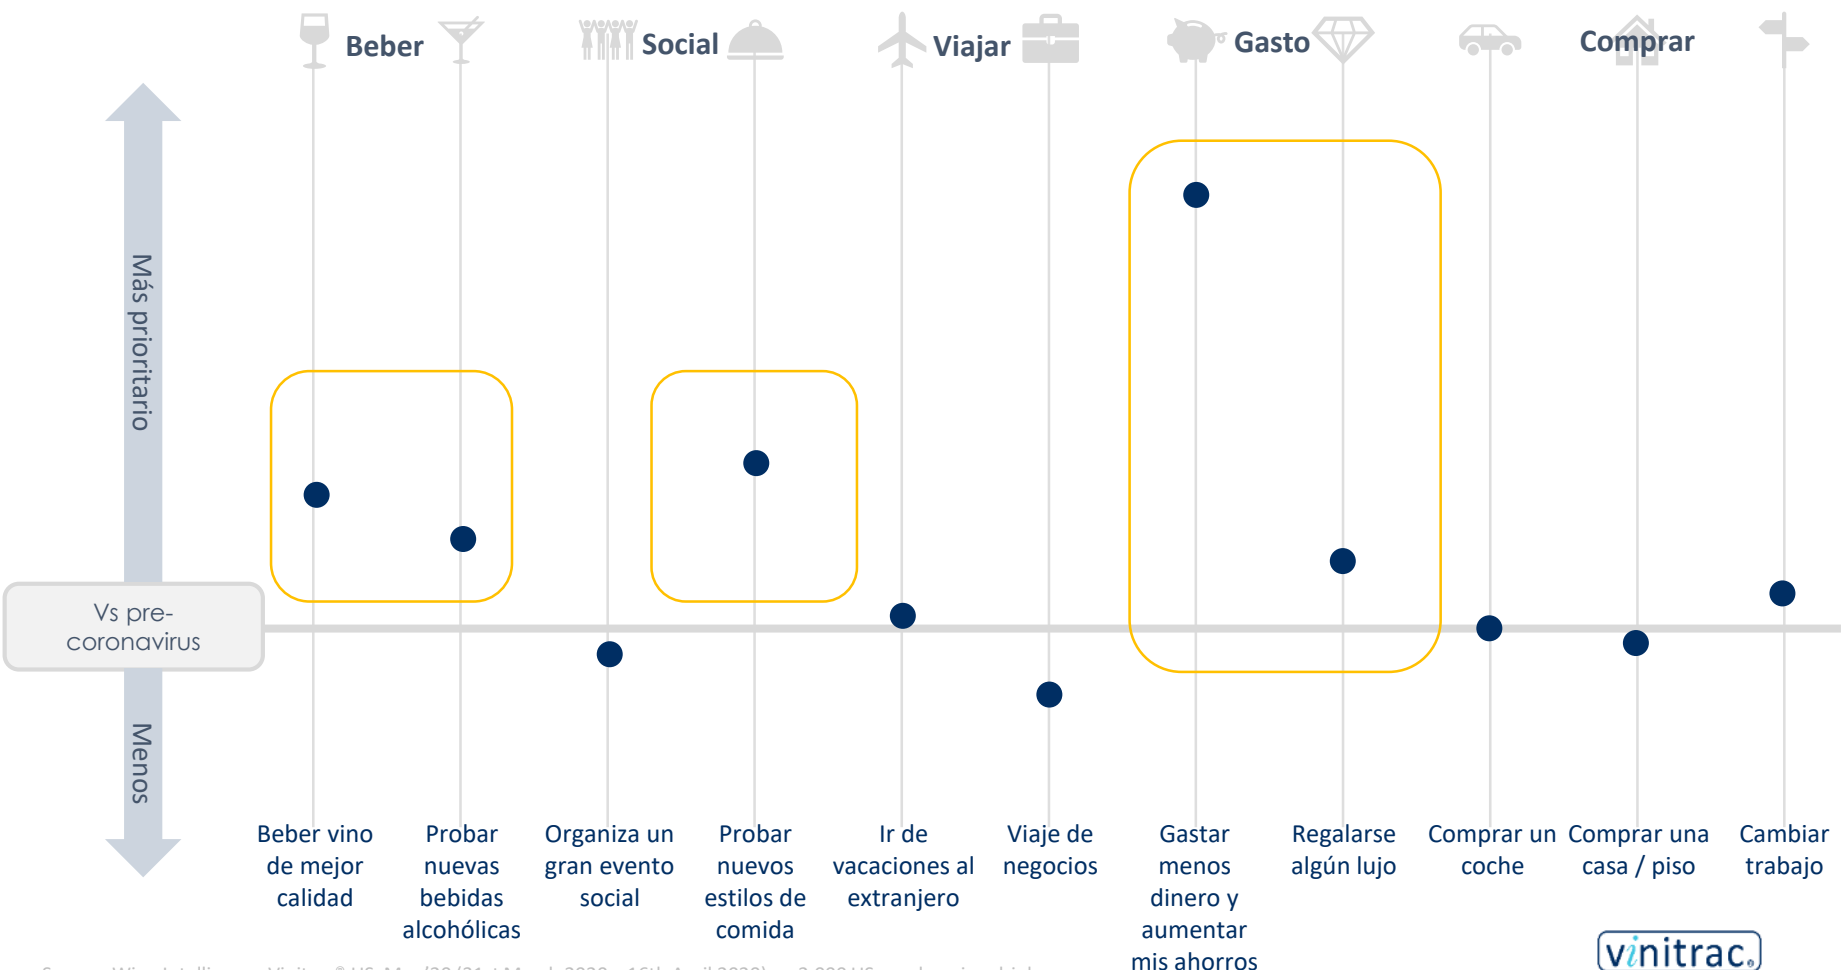 Beber
Social
Viajar
Gasto
Comprar
Más prioritario
Vs pre-
coronavirus
Menos
Beber vino
de mejor
calidad
Probar
nuevas
bebidas
alcohólicas
Organiza un
gran evento
social
Probar
nuevos
estilos de
comida
Ir de
vacaciones al
extranjero
Viaje de
negocios
Gastar
menos
dinero y
aumentar
mis ahorros
Regalarse
algún lujo
Comprar un
coche
Comprar una
casa / piso
Cambiar
trabajo
vinitrac®